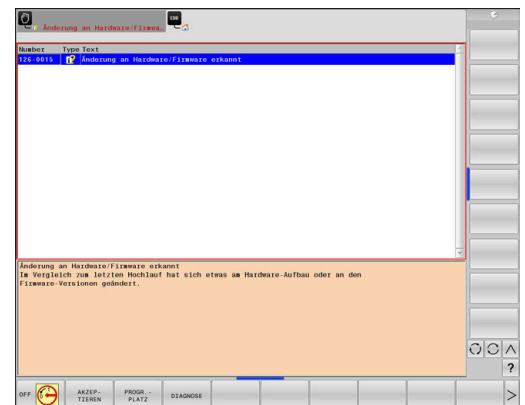 Änderung an Hardware/Firmwa…
EDR
Number Type Text
126-0015 Änderung an Hardware/Firmware erkannt
Änderung an Hardware/Firmware erkannt
Im Vergleich zum letzten Hochlauf hat sich etwas am Hardware-Aufbau oder an den
Firmware-Versionen geändert.
?
OFF
AKZEP-
TIEREN
PROGR.-
PLATZ
DIAGNOSE
>